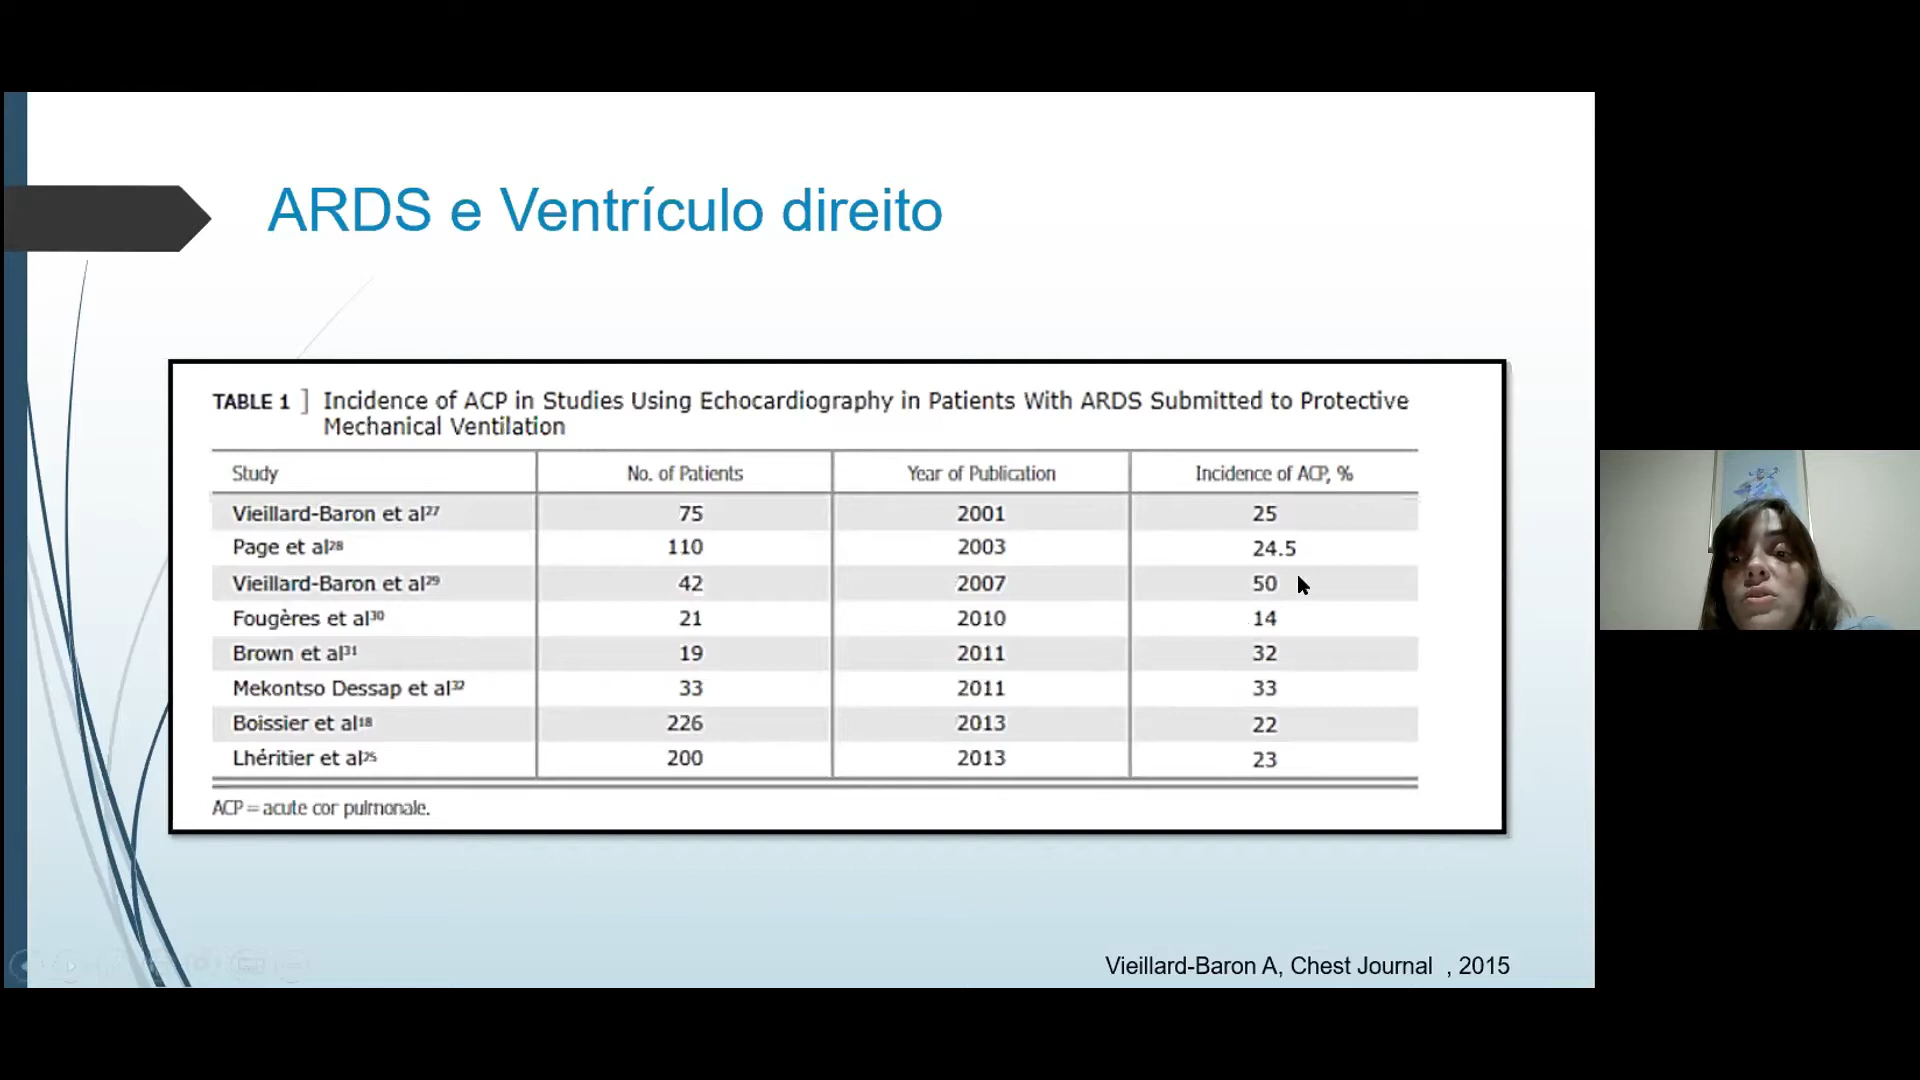 ARDS e Ventrículo direito
TABLE 1 ] Incidence of ACP in Studies Using Echocardiography in Patients With ARDS Submitted to Protective
Mechanical Ventilation
Study No. of Patients Year of Publication Incidence of ACP, %
Vieillard-Baron et al²⁷ 75 2001 25
Page et al²⁸ 110 2003 24.5
Vieillard-Baron et al²⁹ 42 2007 50
Fougères et al³⁰ 21 2010 14
Brown et al³¹ 19 2011 32
Mekontso Dessap et al³² 33 2011 33
Boissier et al¹⁸ 226 2013 22
Lhéritier et al²⁵ 200 2013 23
ACP = acute cor pulmonale.
Vieillard-Baron A, Chest Journal , 2015